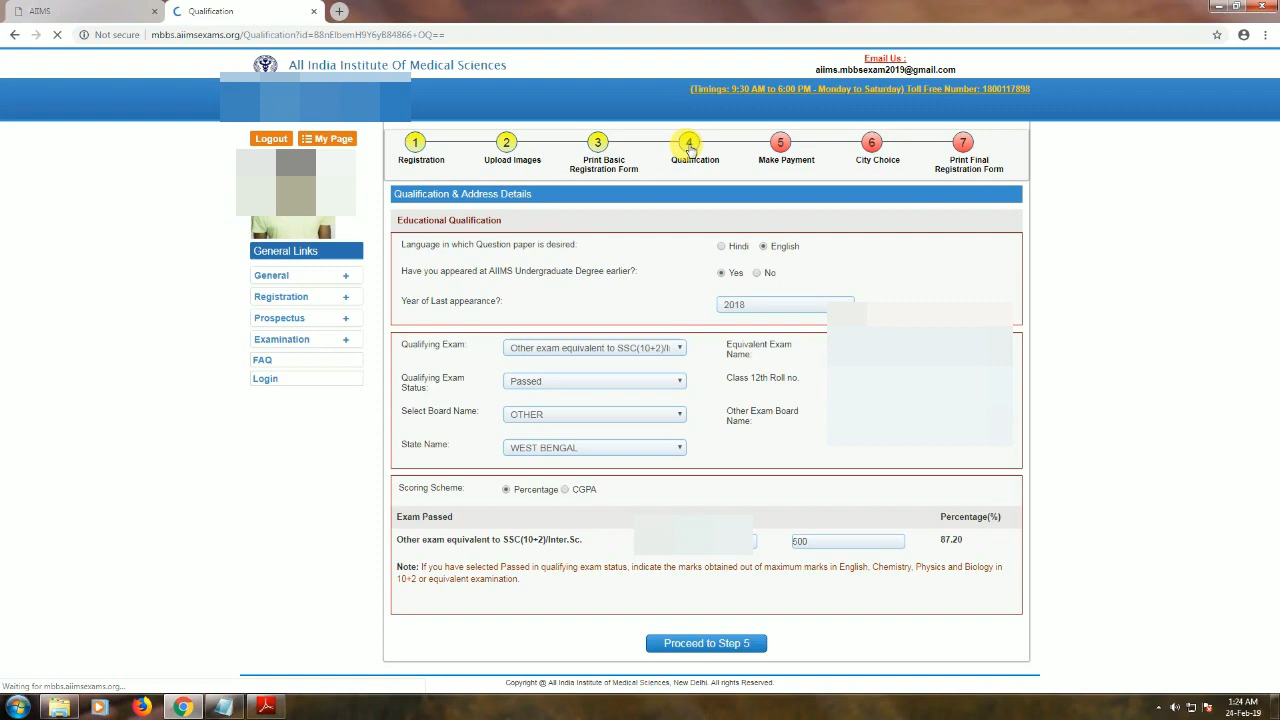 AIIMS
Qualification
Not secure
mbbs.aiimsexams.org/Qualification?id=B8nElbemH9Y6yB84866+OQ==
All India Institute Of Medical Sciences
Email Us :
aiims.mbbsexam2019@gmail.com
(Timings: 9:30 AM to 6:00 PM - Monday to Saturday) Toll Free Number: 1800117898
Logout
My Page
1 2 3 4 5 6 7
Registration Upload Images Print Basic Registration Form Qualification Make Payment City Choice Print Final Registration Form
General Links
General +
Registration +
Prospectus +
Examination +
FAQ
Login
Qualification & Address Details
Educational Qualification
Language in which Question paper is desired: Hindi English
Have you appeared at AIIMS Undergraduate Degree earlier?: Yes No
Year of Last appearance?: 2018
Qualifying Exam: Other exam equivalent to SSC(10+2)/I Equivalent Exam Name:
Qualifying Exam Status: Passed Class 12th Roll no.
Select Board Name: OTHER Other Exam Board Name:
State Name: WEST BENGAL
Scoring Scheme: Percentage CGPA
Exam Passed Percentage(%)
Other exam equivalent to SSC(10+2)/Inter.Sc. 500 87.20
Note: If you have selected Passed in qualifying exam status, indicate the marks obtained out of maximum marks in English, Chemistry, Physics and Biology in
10+2 or equivalent examination.
Proceed to Step 5
Copyright @ All India Institute of Medical Sciences, New Delhi. All rights Reserved.
Waiting for mbbs.aiimsexams.org...
1:24 AM
24-Feb-19